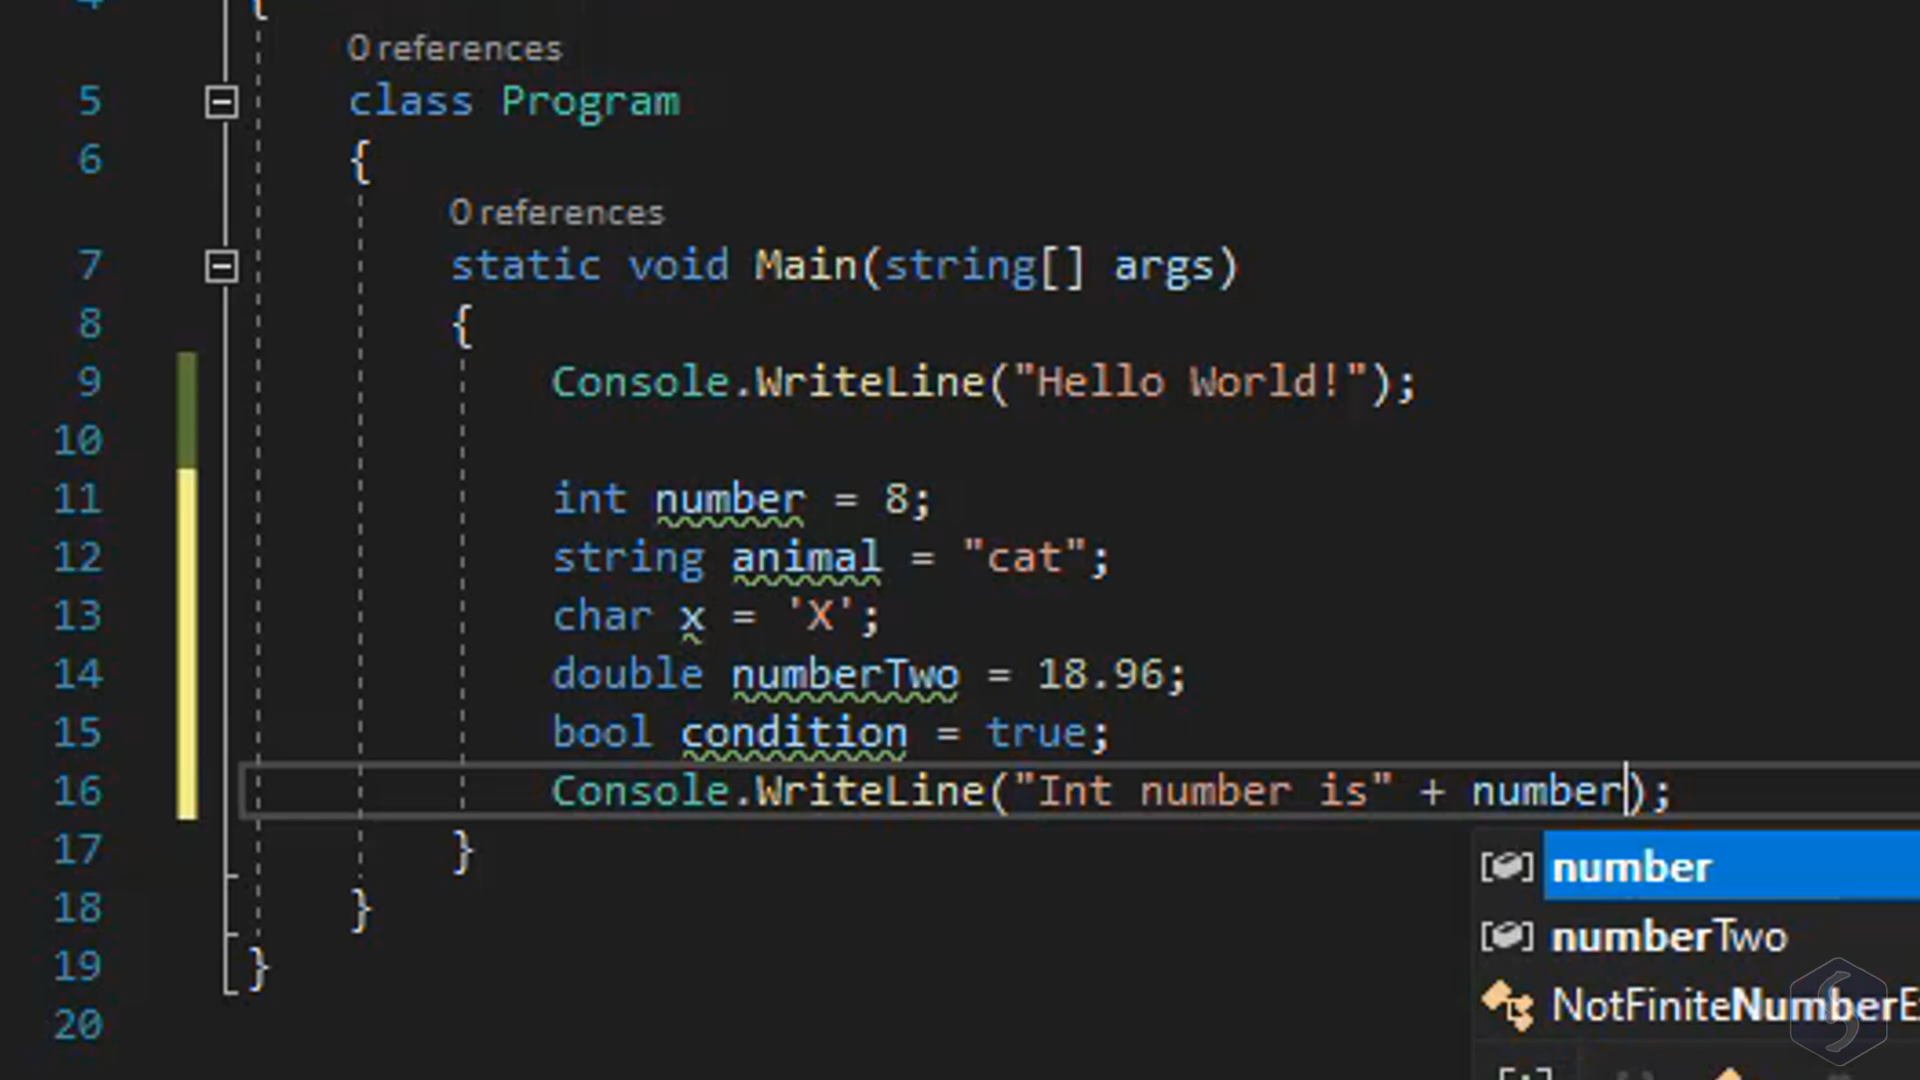 0 references
5 class Program
6 {
0 references
7 static void Main(string[] args)
8 {
9 Console.WriteLine("Hello World!");
10
11 int number = 8;
12 string animal = "cat";
13 char x = 'X';
14 double numberTwo = 18.96;
15 bool condition = true;
16 Console.WriteLine("Int number is" + number);
17 }
18 }
19 }
20
number
numberTwo
NotFiniteNumberE